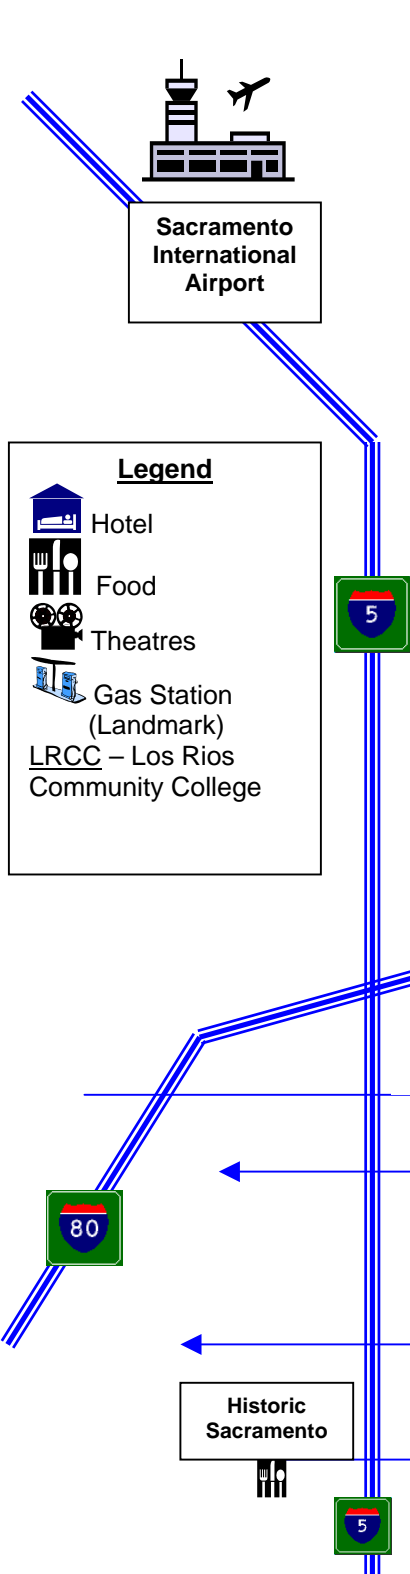 Sacramento
International
Airport
Legend
Hotel
Food
Theatres
Gas Station
(Landmark)
LRCC – Los Rios
Community College
5
80
Historic
Sacramento
5